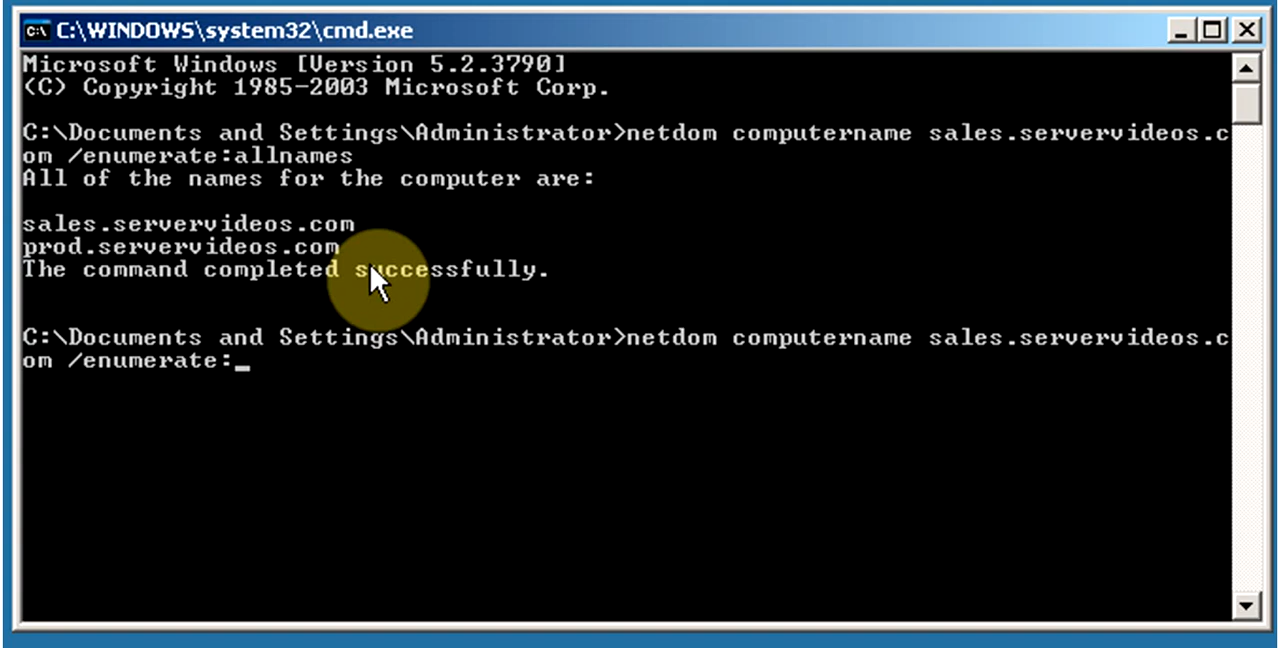 C:\WINDOWS\system32\cmd.exe
Microsoft Windows [Version 5.2.3790]
(C) Copyright 1985-2003 Microsoft Corp.
C:\Documents and Settings\Administrator>netdom computername sales.servervideos.c
om /enumerate:allnames
All of the names for the computer are:
sales.servervideos.com
prod.servervideos.com
The command completed successfully.
C:\Documents and Settings\Administrator>netdom computername sales.servervideos.c
om /enumerate:_